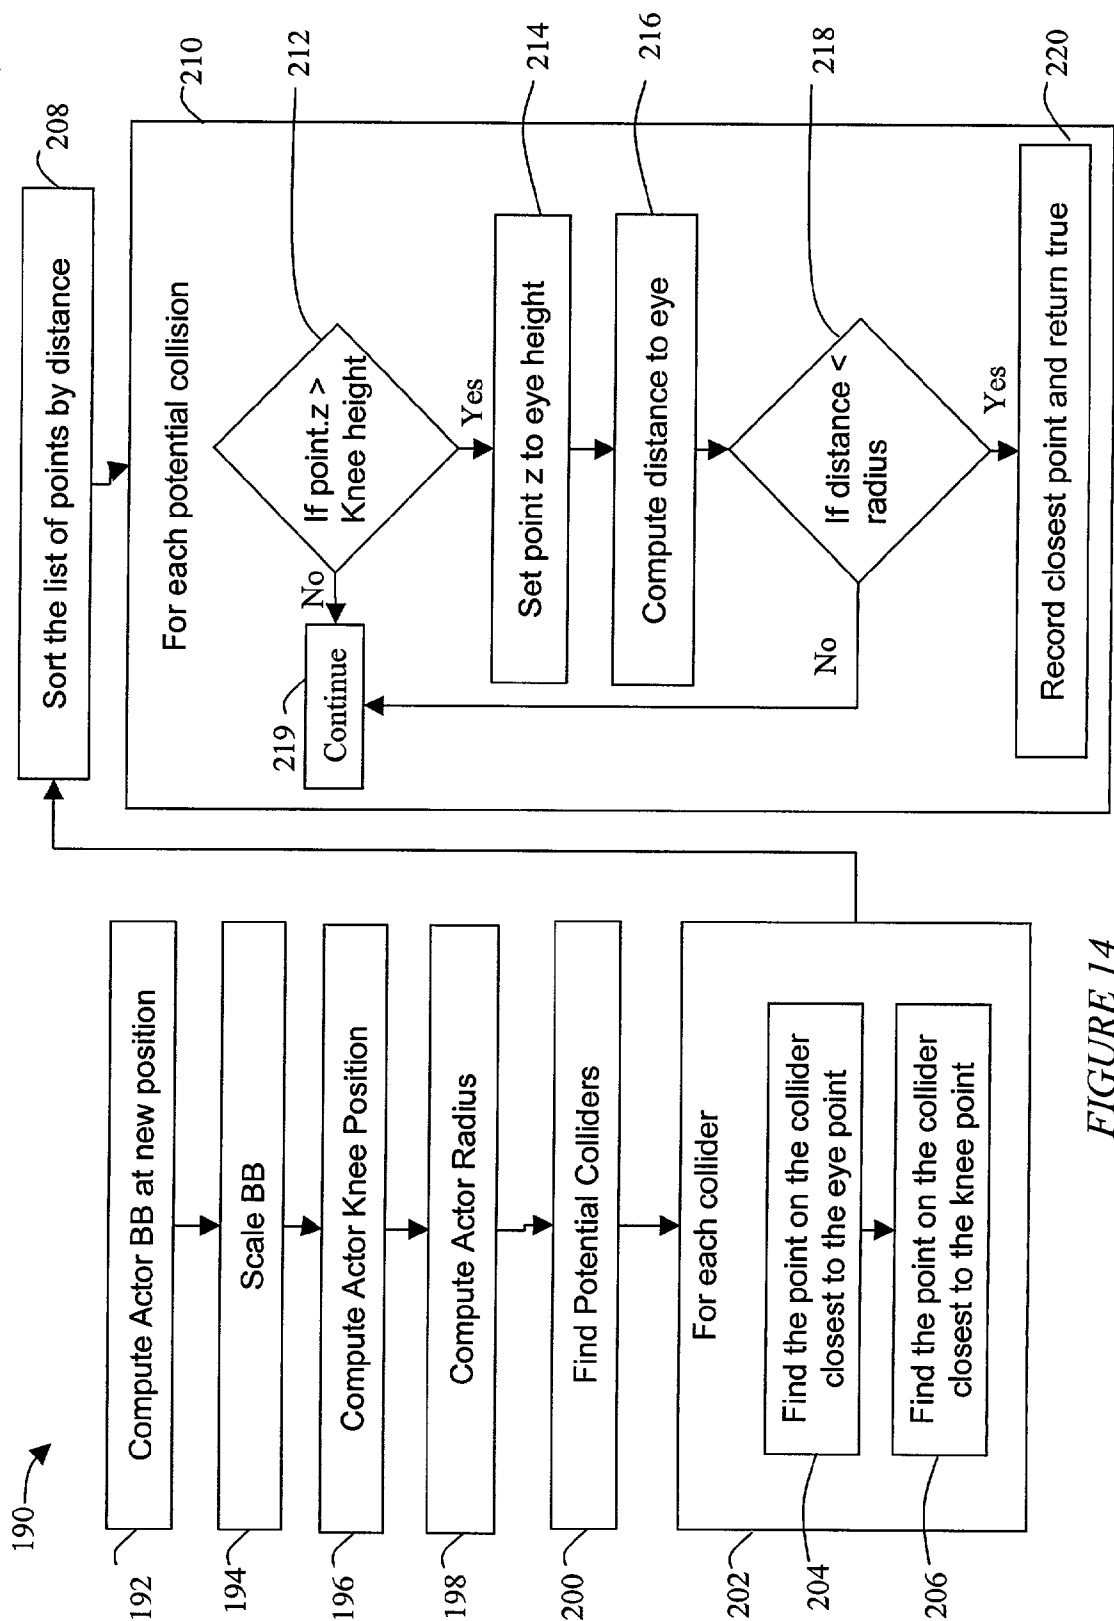 190
192
Compute Actor BB at new position
194
Scale BB
196
Compute Actor Knee Position
198
Compute Actor Radius
200
Find Potential Colliders
202
For each collider
204
Find the point on the collider
closest to the eye point
206
Find the point on the collider
closest to the knee point
208
Sort the list of points by distance
210
For each potential collision
212
If point.z >
Knee height
No
Yes
219
Continue
214
Set point z to eye height
216
Compute distance to eye
218
If distance <
radius
No
Yes
220
Record closest point and return true
FIGURE 14